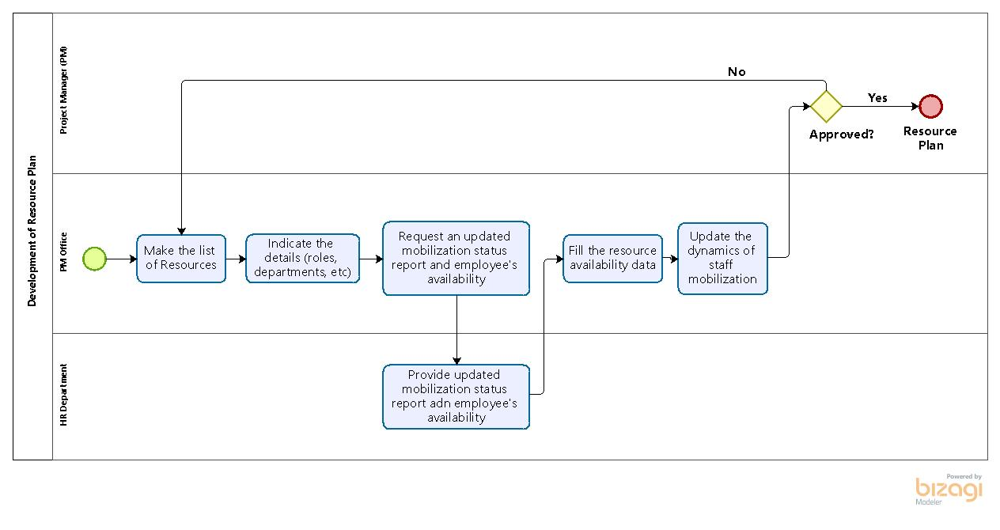 Development of Resource Plan
Project Manager (PM)
No
Yes
Approved?
Resource
Plan
PM Office
Make the list
of Resources
Indicate the
details (roles,
departments, etc)
Request an updated
mobilization status
report and employee's
availability
Fill the resource
availability data
Update the
dynamics of
staff
mobilization
HR Department
Provide updated
mobilization status
report adn employee's
availability
Powered by
bizagi
Modeler